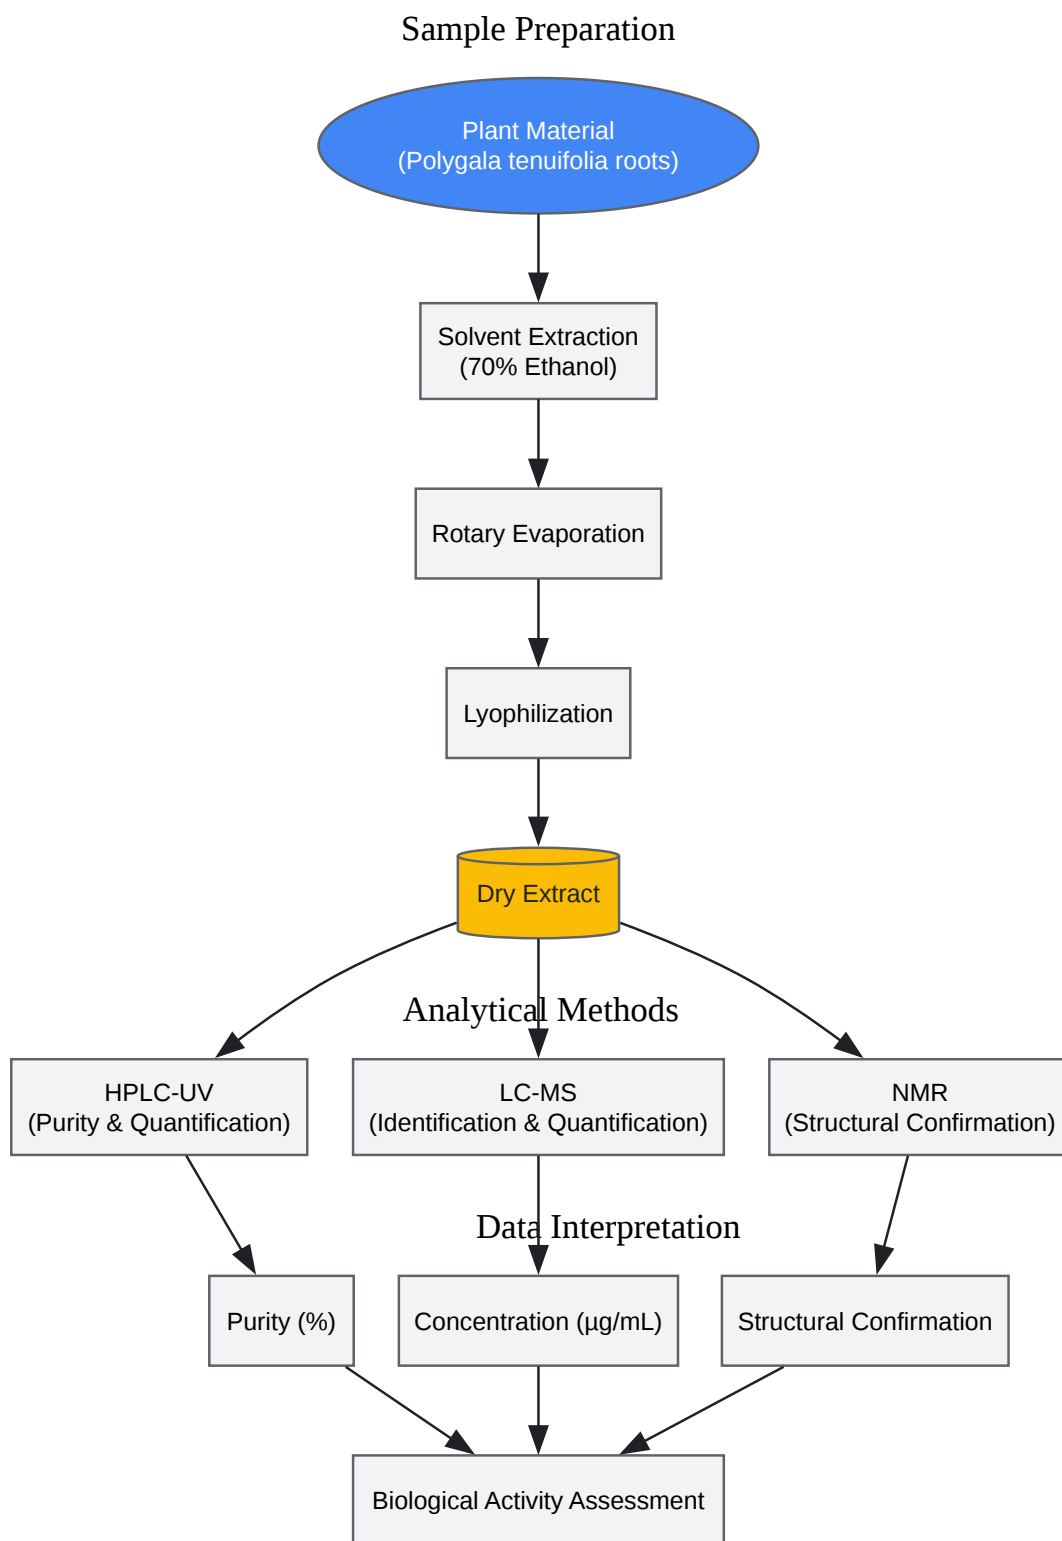 Sample Preparation
Plant Material
(Polygala tenuifolia roots)
Solvent Extraction
(70% Ethanol)
Rotary Evaporation
Lyophilization
Dry Extract
Analytical Methods
HPLC-UV
(Purity & Quantification)
LC-MS
(Identification & Quantification)
NMR
(Structural Confirmation)
Data Interpretation
Purity (%)
Concentration (µg/mL)
Structural Confirmation
Biological Activity Assessment